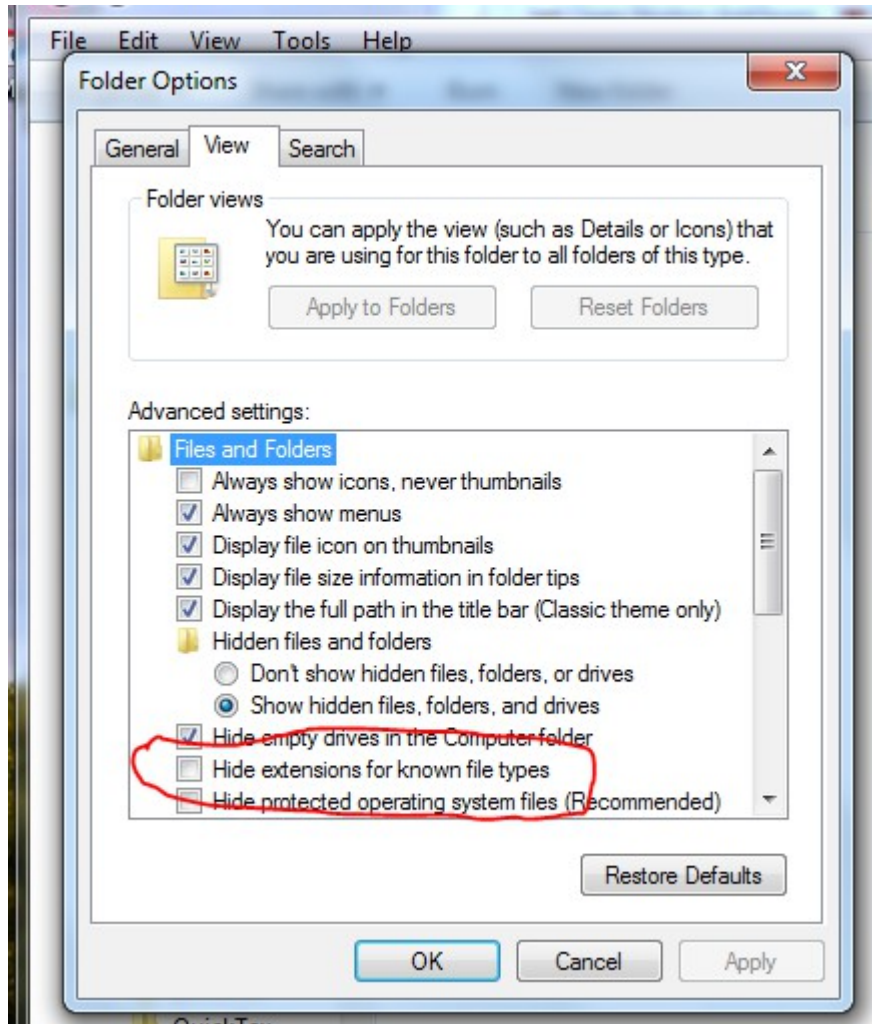 File Edit View Tools Help
Folder Options
General View Search
Folder views
You can apply the view (such as Details or Icons) that
you are using for this folder to all folders of this type.
Apply to Folders Reset Folders
Advanced settings:
Files and Folders
Always show icons, never thumbnails
Always show menus
Display file icon on thumbnails
Display file size information in folder tips
Display the full path in the title bar (Classic theme only)
Hidden files and folders
Don't show hidden files, folders, or drives
Show hidden files, folders, and drives
Hide empty drives in the Computer folder
Hide extensions for known file types
Hide protected operating system files (Recommended)
Restore Defaults
OK Cancel Apply